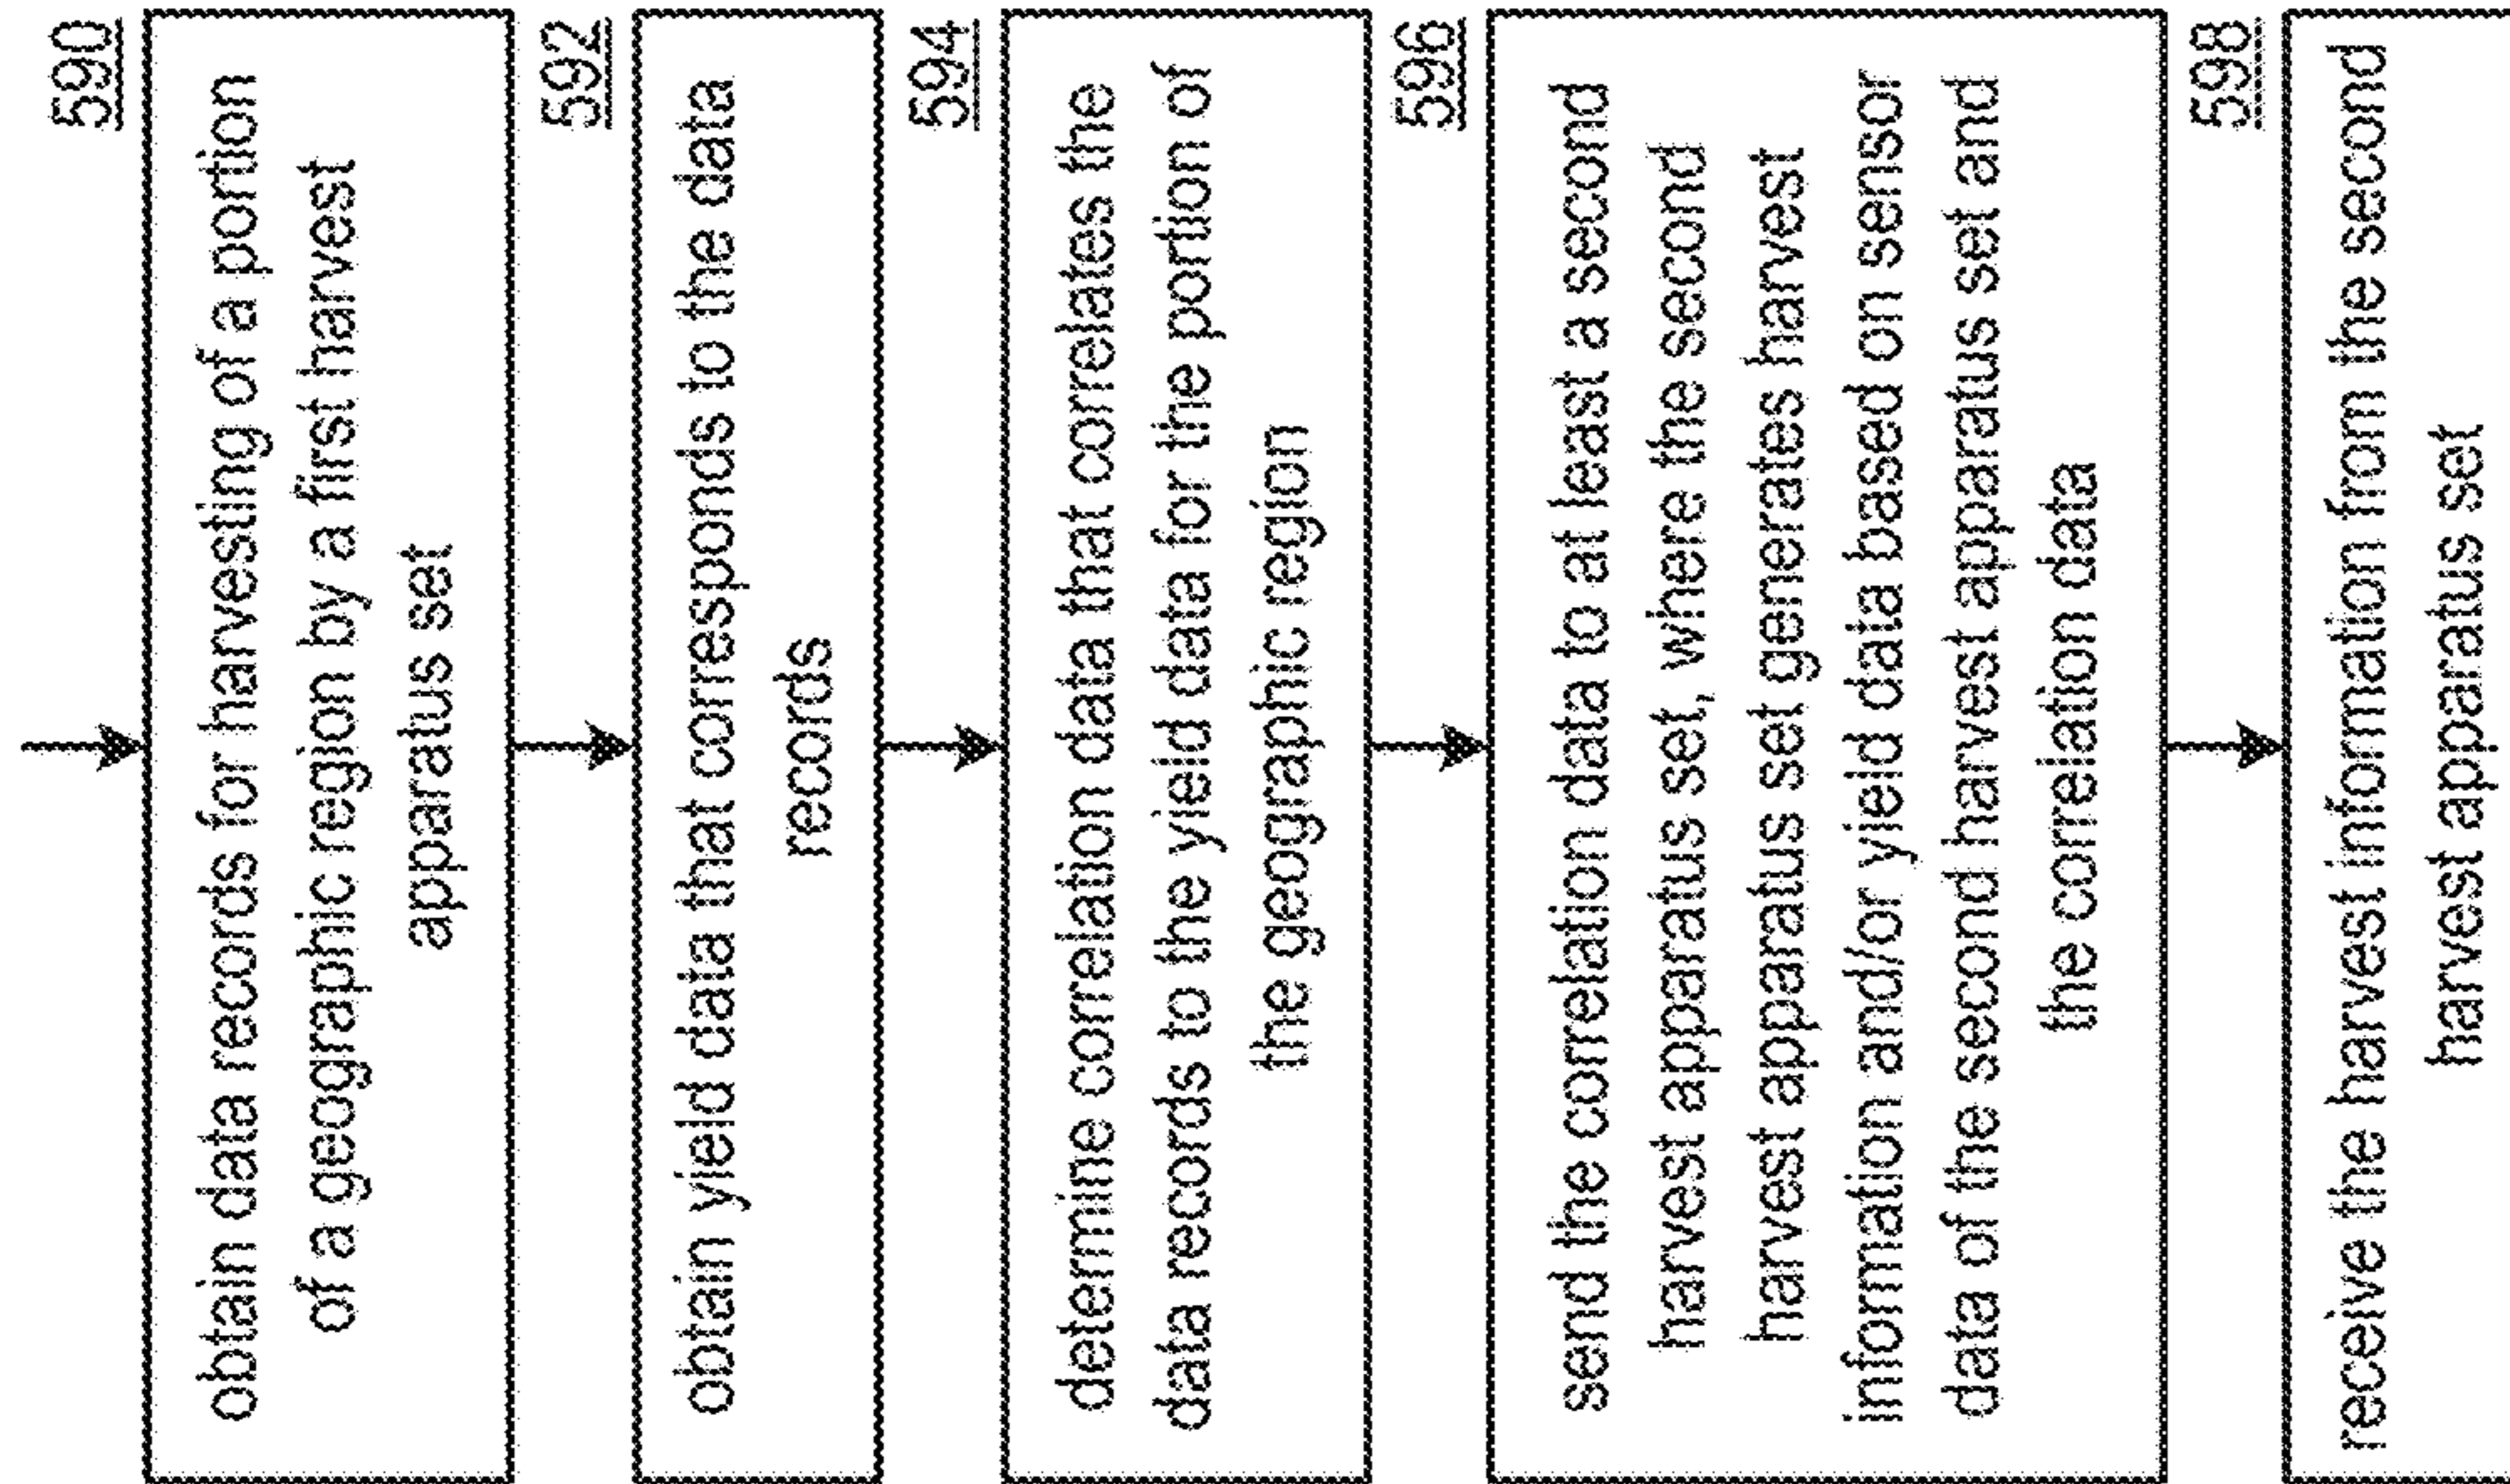 590
obtain data records for harvesting of a portion
of a geographic region by a first harvest
apparatus set
592
obtain yield data that corresponds to the data
records
594
determine correlation data that correlates the
data records to the yield data for the portion of
the geographic region
596
send the correlation data to at least a second
harvest apparatus set, where the second
harvest apparatus set generates harvest
information and/or yield data based on sensor
data of the second harvest apparatus set and
the correlation data
598
receive the harvest information from the second
harvest apparatus set